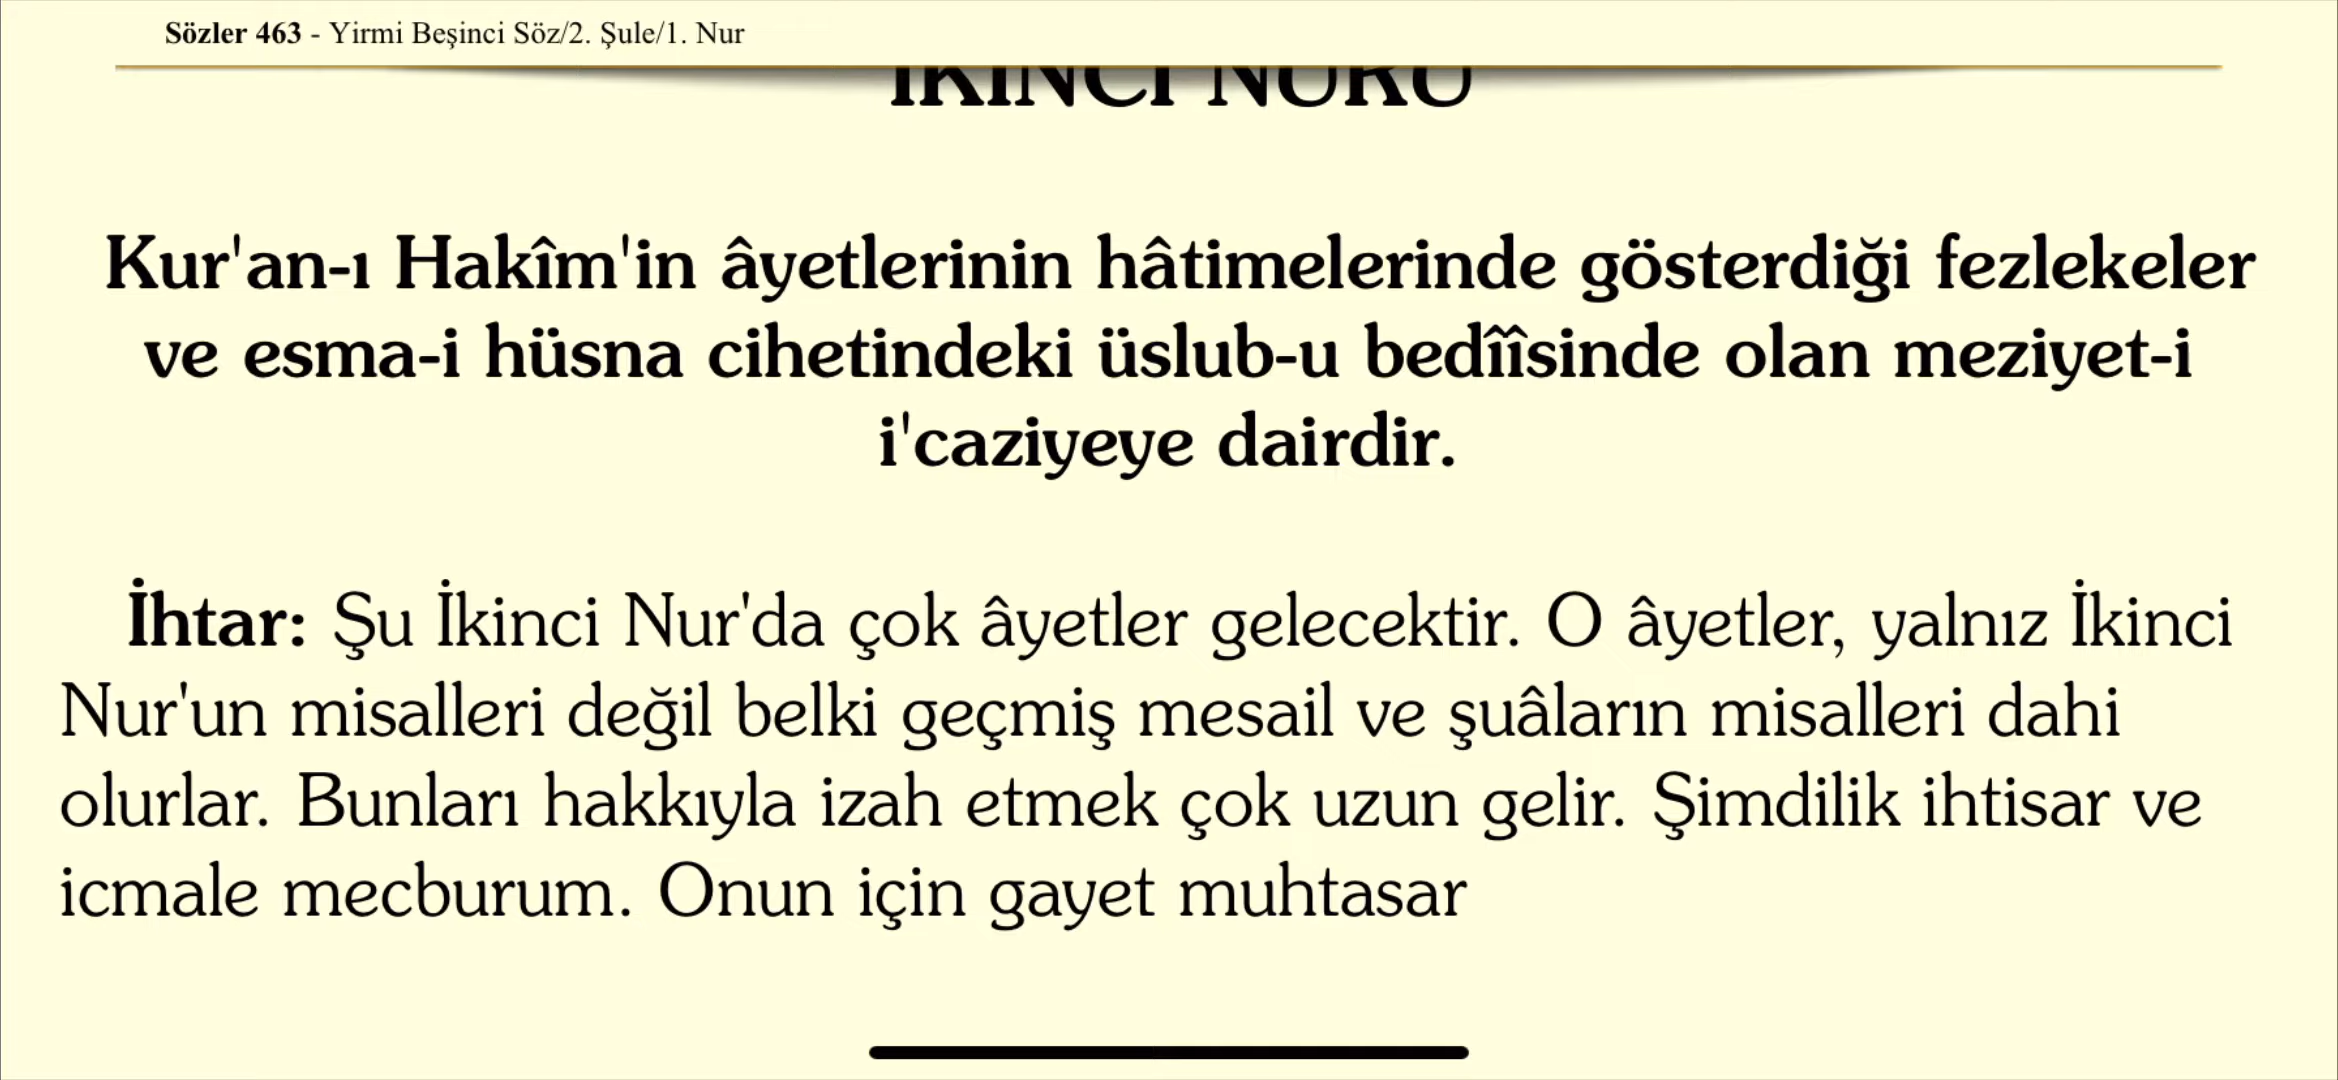 Sözler 463 - Yirmi Beşinci Söz/2. Şule/1. Nur
İKİNCİ NURU
Kur'an-ı Hakîm'in âyetlerinin hâtimelerinde gösterdiği fezlekeler
ve esma-i hüsna cihetindeki üslub-u bedîîsinde olan meziyet-i
i'caziyeye dairdir.
İhtar: Şu İkinci Nur'da çok âyetler gelecektir. O âyetler, yalnız İkinci
Nur'un misalleri değil belki geçmiş mesail ve şuâların misalleri dahi
olurlar. Bunları hakkıyla izah etmek çok uzun gelir. Şimdilik ihtisar ve
icmale mecburum. Onun için gayet muhtasar